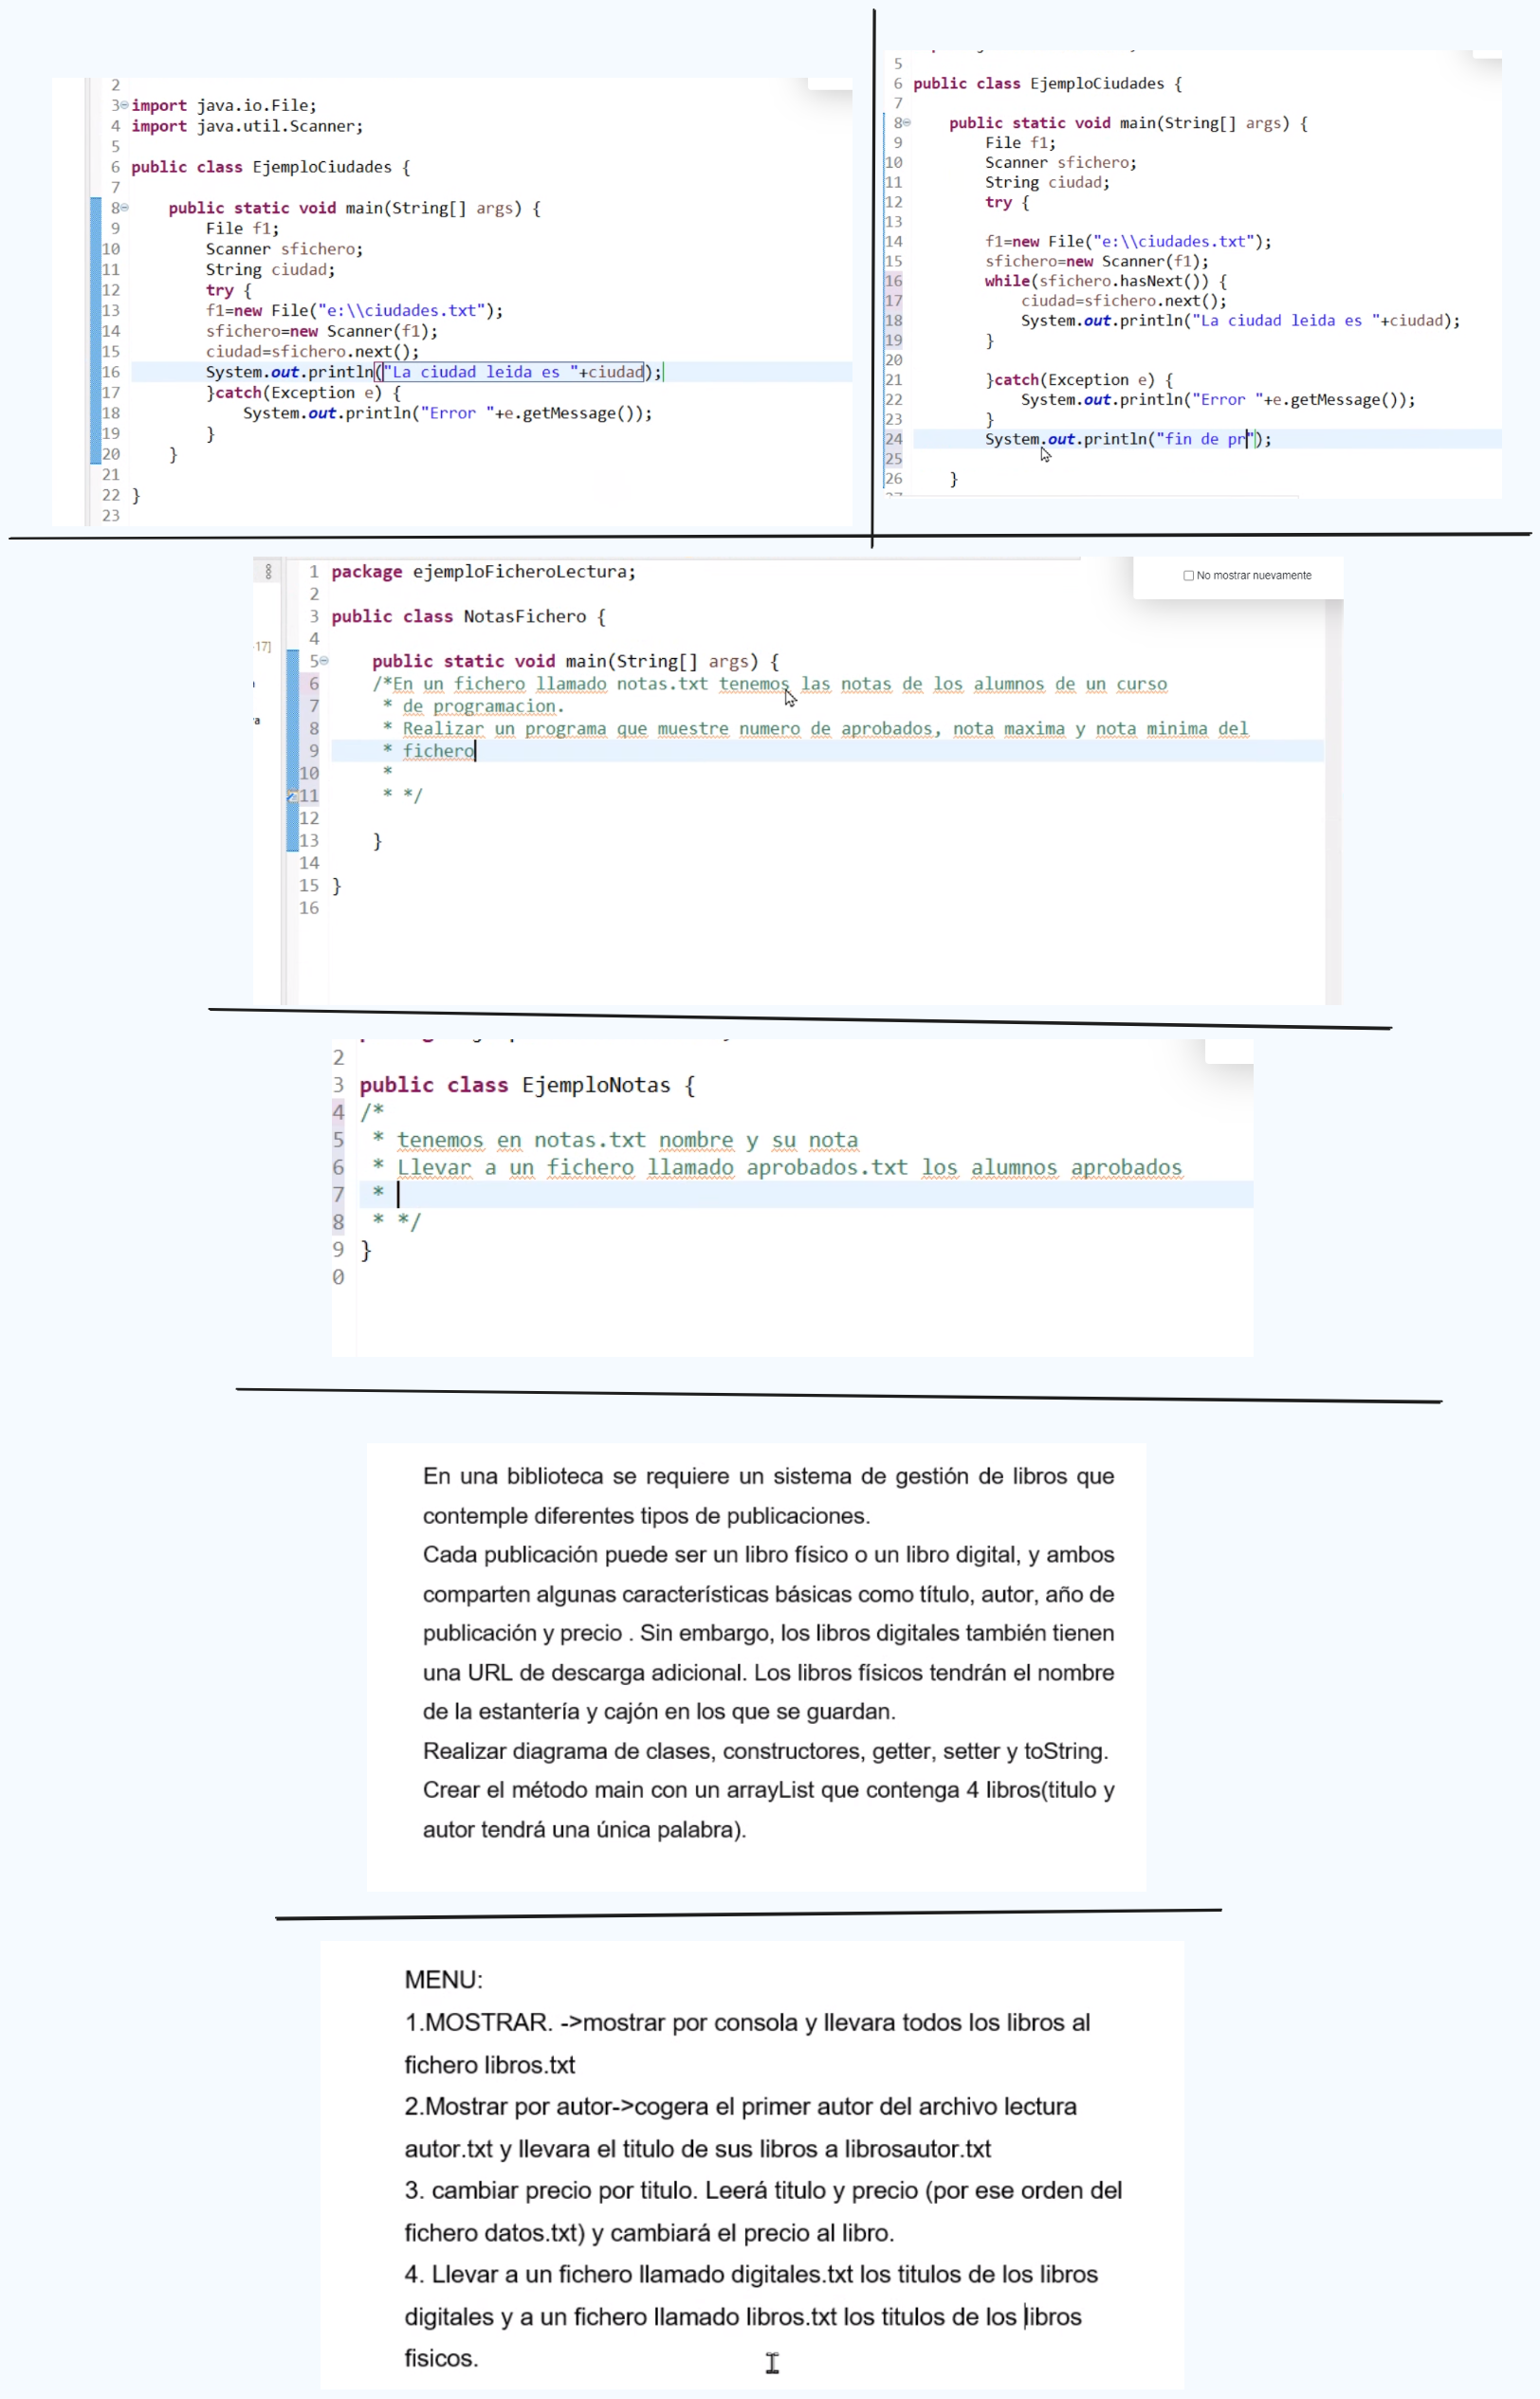 2
3 import java.io.File;
4 import java.util.Scanner;
5
6 public class EjemploCiudades {
7
8 public static void main(String[] args) {
9 File f1;
10 Scanner sfichero;
11 String ciudad;
12 try {
13 f1=new File("e:\\ciudades.txt");
14 sfichero=new Scanner(f1);
15 ciudad=sfichero.next();
16 System.out.println("La ciudad leida es "+ciudad);
17 }catch(Exception e) {
18 System.out.println("Error "+e.getMessage());
19 }
20 }
21
22 }
23
5
6 public class EjemploCiudades {
7
8 public static void main(String[] args) {
9 File f1;
10 Scanner sfichero;
11 String ciudad;
12 try {
13
14 f1=new File("e:\\ciudades.txt");
15 sfichero=new Scanner(f1);
16 while(sfichero.hasNext()) {
17 ciudad=sfichero.next();
18 System.out.println("La ciudad leida es "+ciudad);
19 }
20
21 }catch(Exception e) {
22 System.out.println("Error "+e.getMessage());
23 }
24 System.out.println("fin de pr");
25
26 }
No mostrar nuevamente
-17]
1 package ejemploFicheroLectura;
2
3 public class NotasFichero {
4
5 public static void main(String[] args) {
6 /*En un fichero llamado notas.txt tenemos las notas de los alumnos de un curso
7 * de programacion.
8 * Realizar un programa que muestre numero de aprobados, nota maxima y nota minima del
9 * fichero
10 *
11 * */
12
13 }
14
15 }
16
2
3 public class EjemploNotas {
4 /*
5 * tenemos en notas.txt nombre y su nota
6 * Llevar a un fichero llamado aprobados.txt los alumnos aprobados
7 *
8 * */
9 }
0
En una biblioteca se requiere un sistema de gestión de libros que
contemple diferentes tipos de publicaciones.
Cada publicación puede ser un libro físico o un libro digital, y ambos
comparten algunas características básicas como título, autor, año de
publicación y precio . Sin embargo, los libros digitales también tienen
una URL de descarga adicional. Los libros físicos tendrán el nombre
de la estantería y cajón en los que se guardan.
Realizar diagrama de clases, constructores, getter, setter y toString.
Crear el método main con un arrayList que contenga 4 libros(titulo y
autor tendrá una única palabra).
MENU:
1.MOSTRAR. ->mostrar por consola y llevara todos los libros al
fichero libros.txt
2.Mostrar por autor->cogera el primer autor del archivo lectura
autor.txt y llevara el titulo de sus libros a librosautor.txt
3. cambiar precio por titulo. Leerá titulo y precio (por ese orden del
fichero datos.txt) y cambiará el precio al libro.
4. Llevar a un fichero llamado digitales.txt los titulos de los libros
digitales y a un fichero llamado libros.txt los titulos de los libros
fisicos.